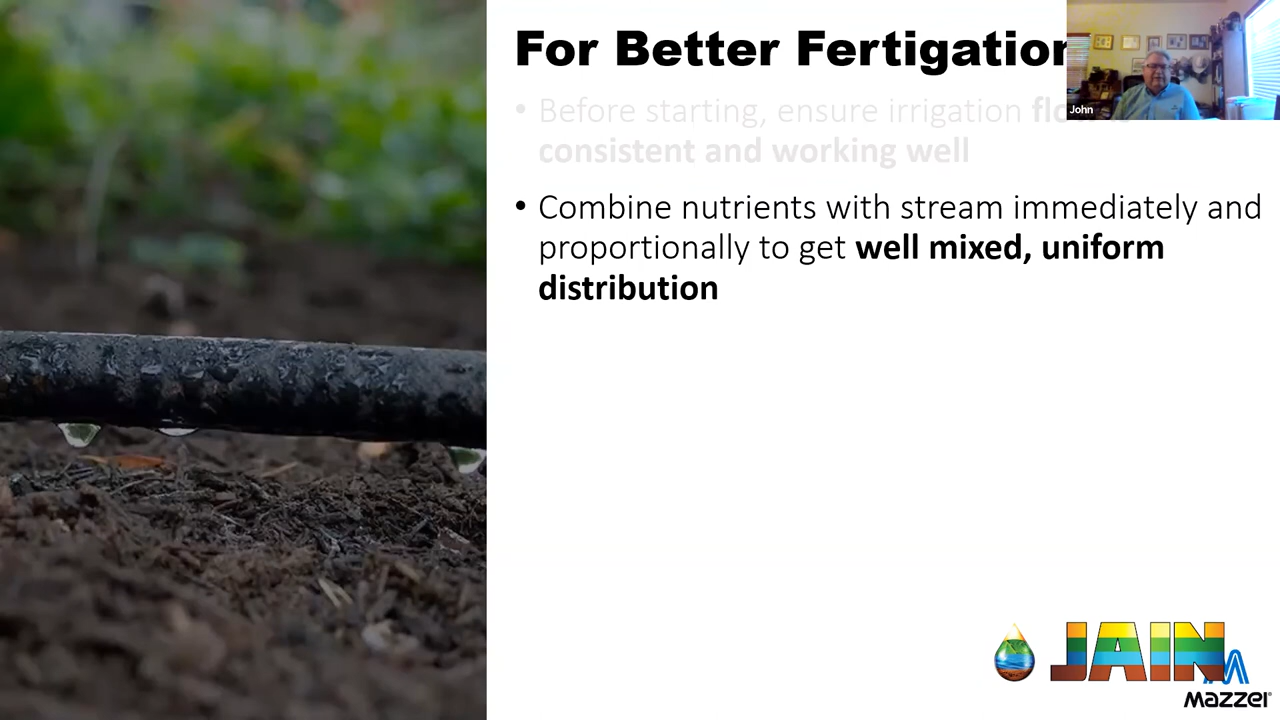 For Better Fertigation
John
Before starting, ensure irrigation
consistent and working well
Combine nutrients with stream immediately and
proportionally to get well mixed, uniform
distribution
JAIN
Mazzei